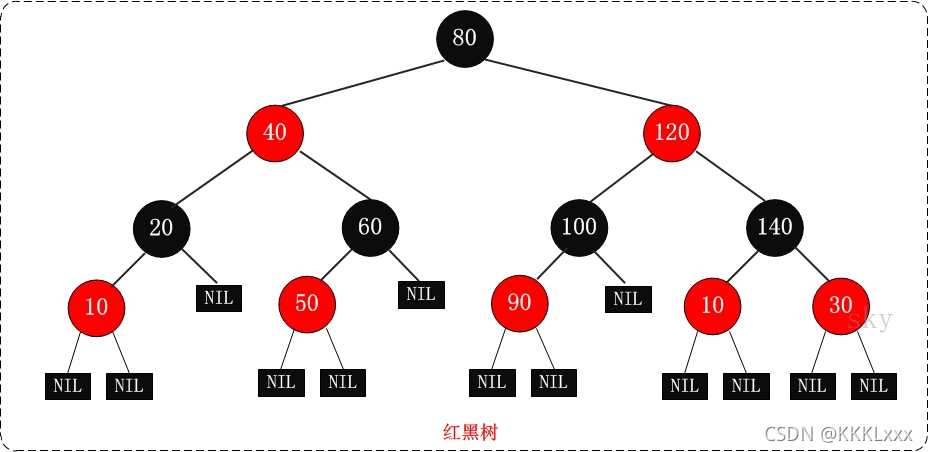 80
40 120
20 60 100 140
10 NIL 50 NIL 90 NIL 10 30
sky
NIL NIL NIL NIL NIL NIL NIL NIL NIL NIL
红黑树
CSDN @KKKLxxx